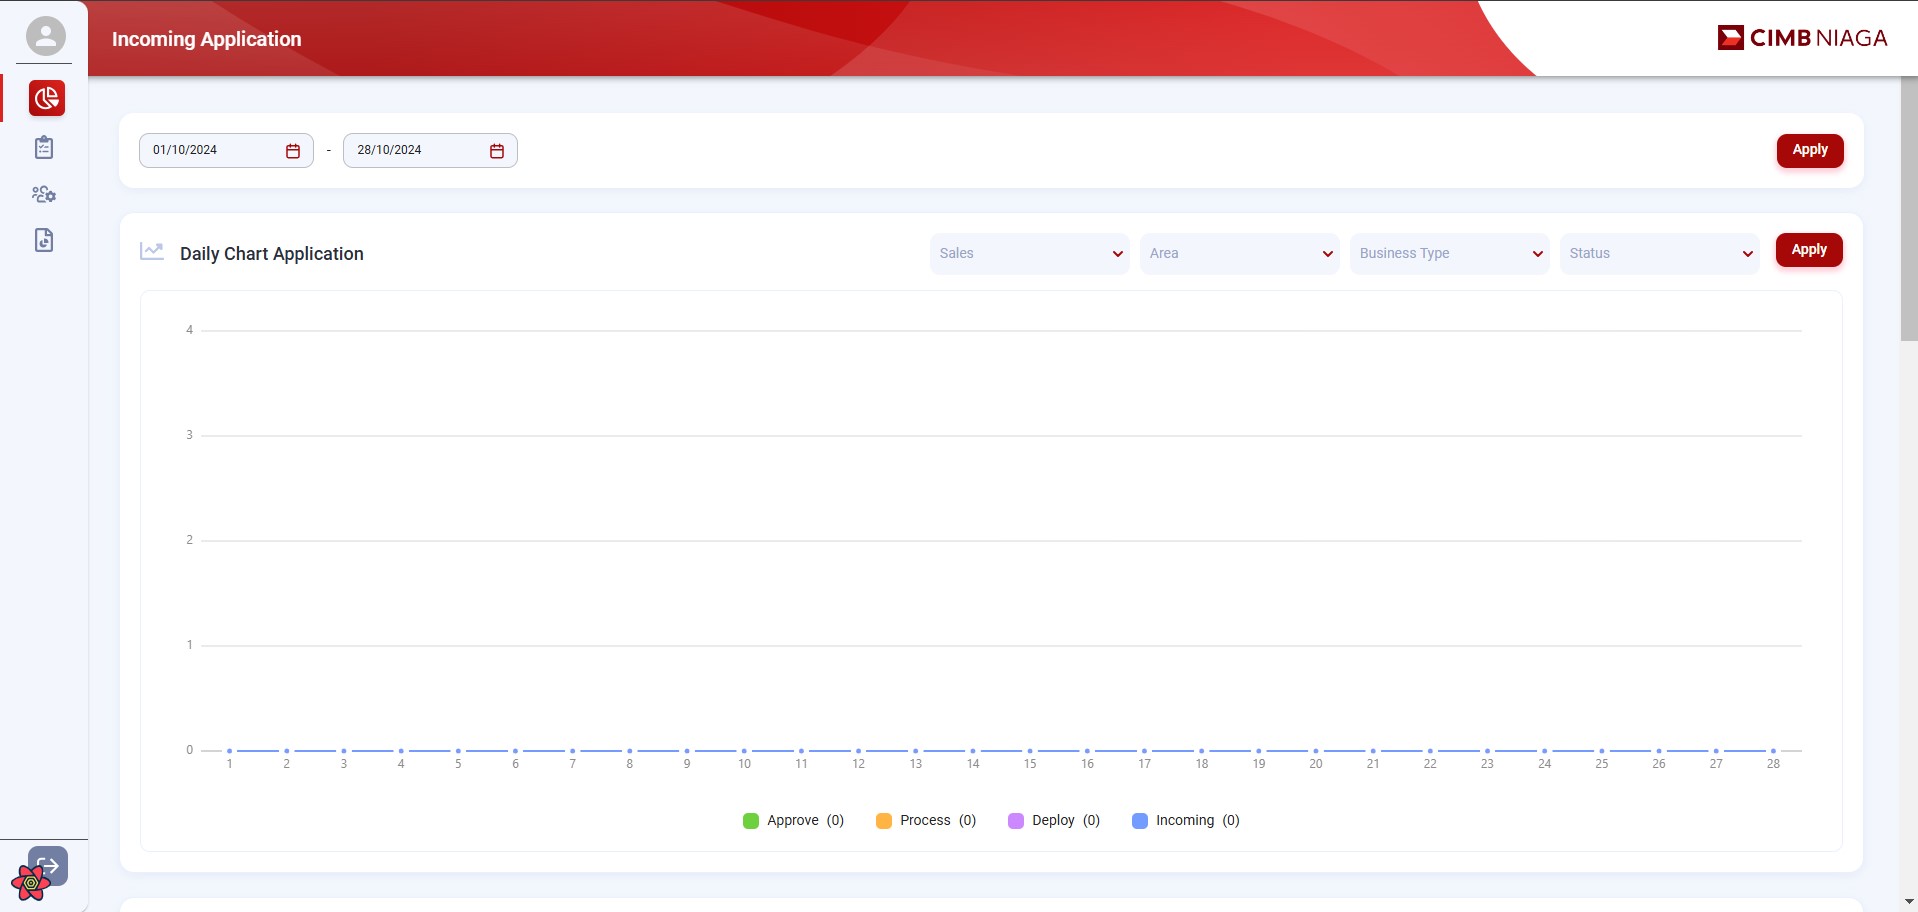 Incoming Application
CIMB NIAGA
01/10/2024 - 28/10/2024
Apply
Daily Chart Application
Sales
Area
Business Type
Status
Apply
4
3
2
1
0
1 2 3 4 5 6 7 8 9 10 11 12 13 14 15 16 17 18 19 20 21 22 23 24 25 26 27 28
Approve (0) Process (0) Deploy (0) Incoming (0)